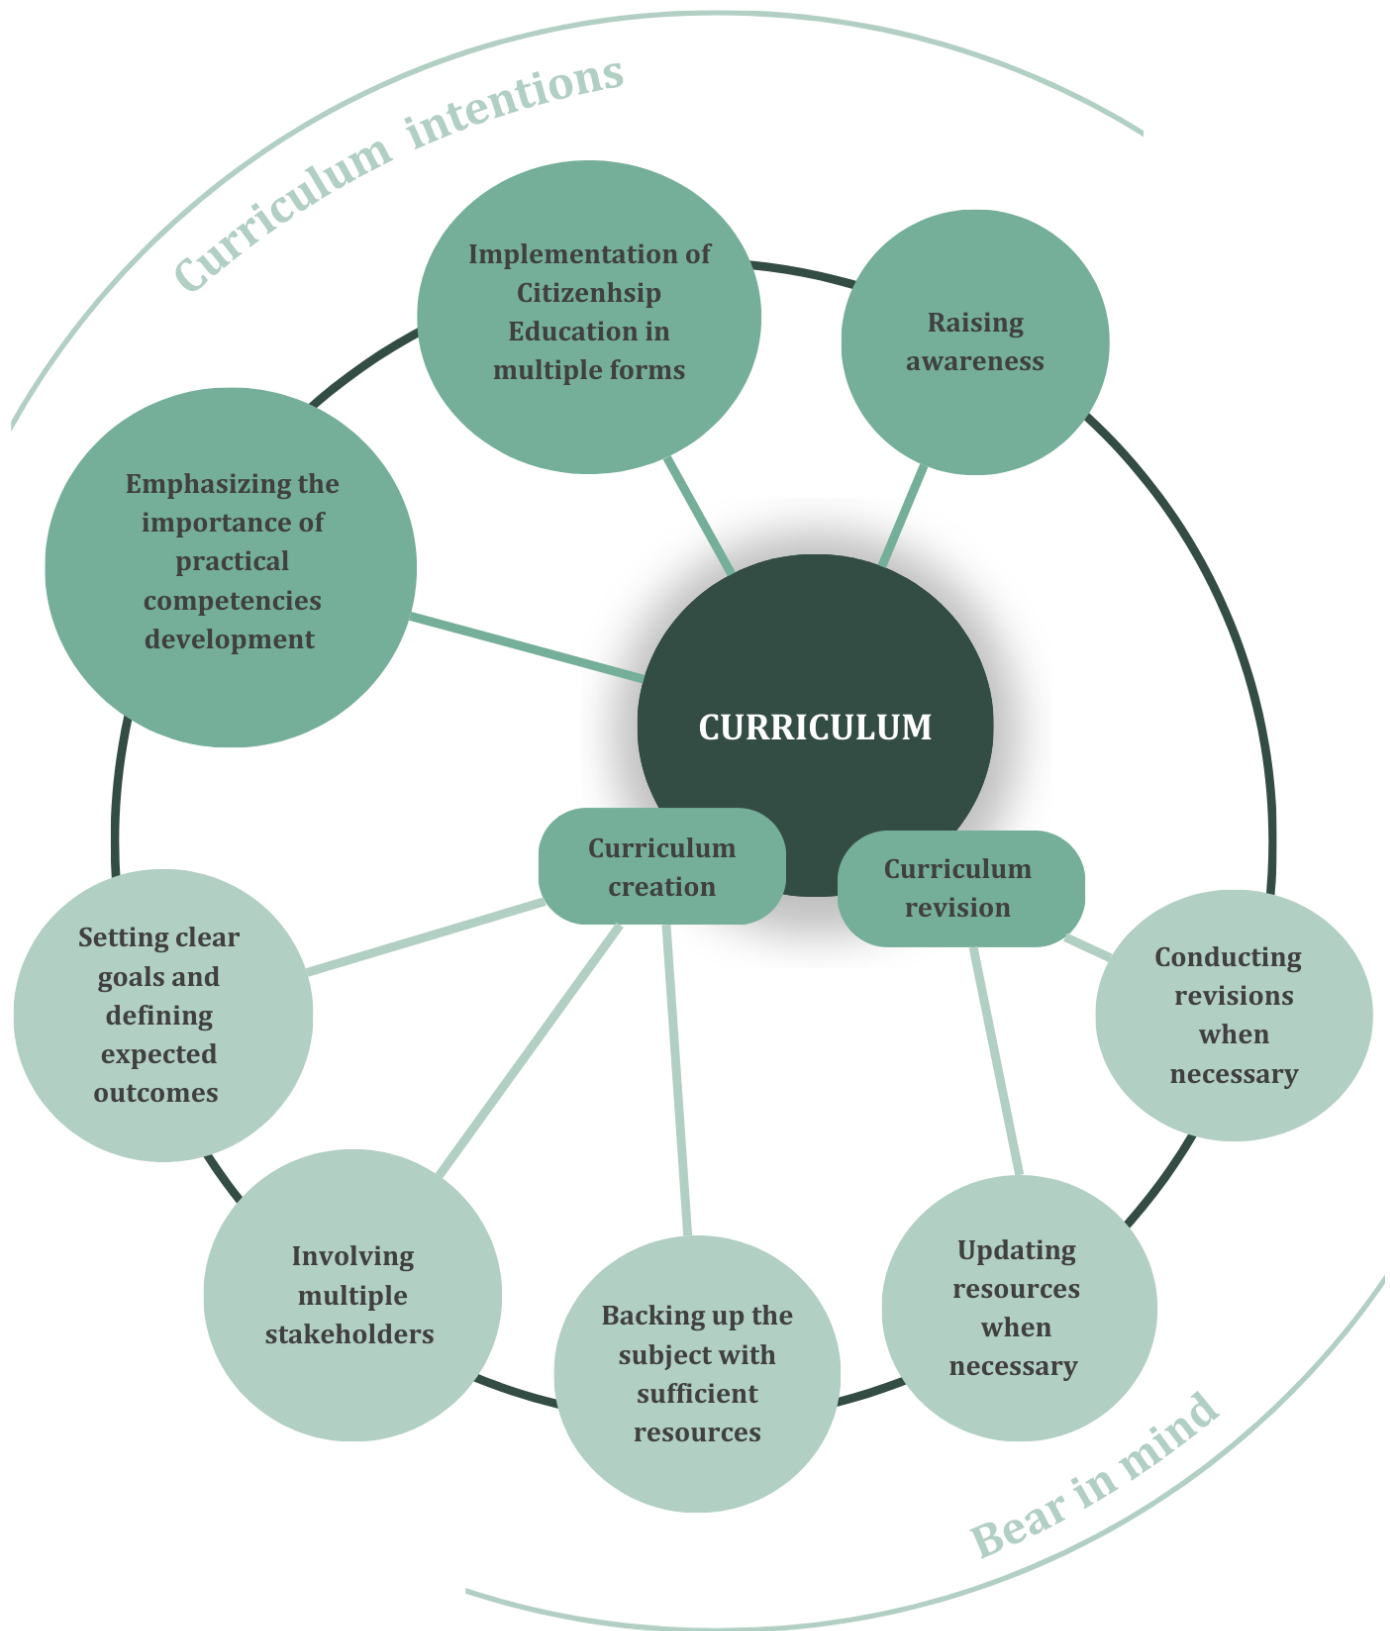 Curriculum intentions
Implementation of
Citizenhsip
Education in
multiple forms
Raising
awareness
Emphasizing the
importance of
practical
competencies
development
CURRICULUM
Curriculum
creation
Curriculum
revision
Setting clear
goals and
defining
expected
outcomes
Conducting
revisions
when
necessary
Involving
multiple
stakeholders
Backing up the
subject with
sufficient
resources
Updating
resources
when
necessary
Bear in mind